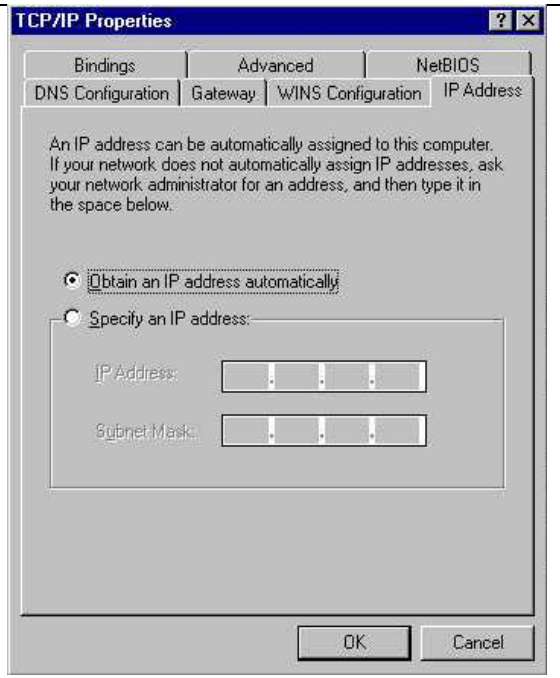 TCP/IP Properties
Bindings
Advanced
NetBIOS
DNS Configuration
Gateway
WINS Configuration
IP Address
An IP address can be automatically assigned to this computer.
If your network does not automatically assign IP addresses, ask
your network administrator for an address, and then type it in
the space below.
Obtain an IP address automatically
Specify an IP address:
IP Address:
. . .
Subnet Mask:
. . .
OK
Cancel